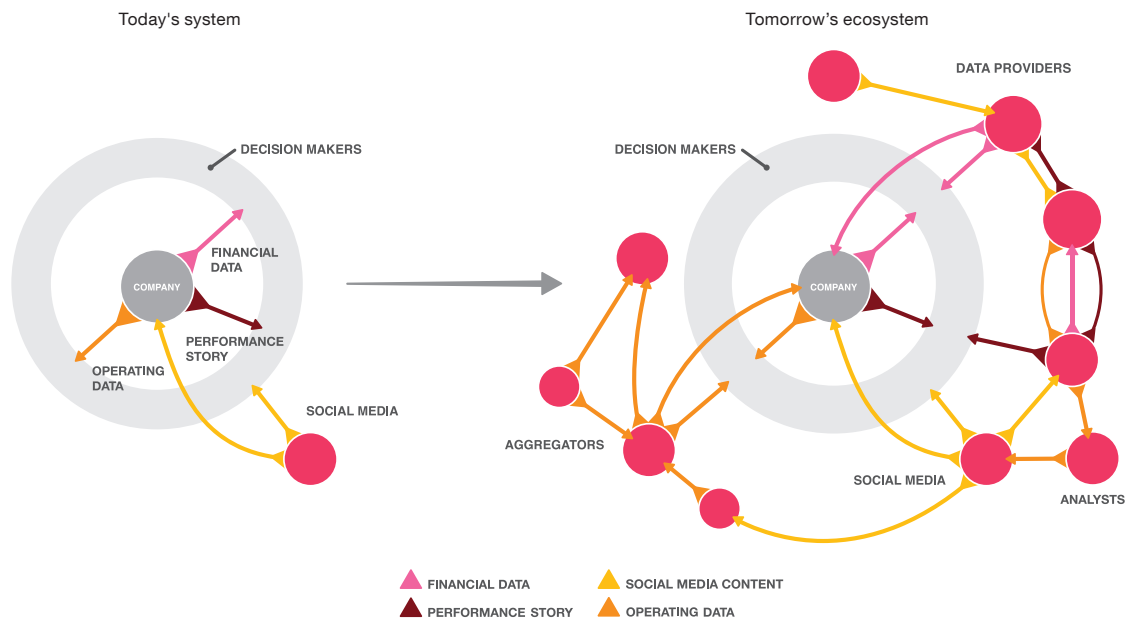 Today's system
Tomorrow’s ecosystem
DECISION MAKERS
FINANCIAL
DATA
COMPANY
PERFORMANCE
STORY
OPERATING
DATA
SOCIAL MEDIA
DATA PROVIDERS
DECISION MAKERS
COMPANY
AGGREGATORS
SOCIAL MEDIA
ANALYSTS
FINANCIAL DATA
SOCIAL MEDIA CONTENT
PERFORMANCE STORY
OPERATING DATA